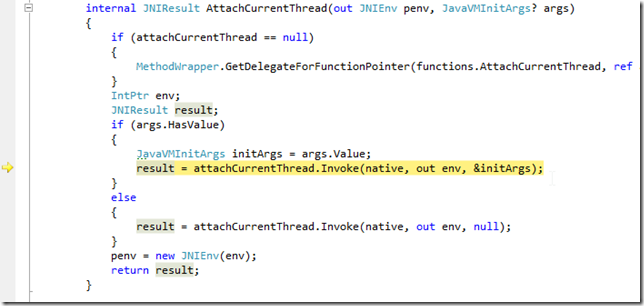 internal JNIResult AttachCurrentThread(out JNIEnv penv, JavaVMInitArgs? args)
{
if (attachCurrentThread == null)
{
MethodWrapper.GetDelegateForFunctionPointer(functions.AttachCurrentThread, ref
}
IntPtr env;
JNIResult result;
if (args.HasValue)
{
JavaVMInitArgs initArgs = args.Value;
result = attachCurrentThread.Invoke(native, out env, &initArgs);
}
else
{
result = attachCurrentThread.Invoke(native, out env, null);
}
penv = new JNIEnv(env);
return result;
}